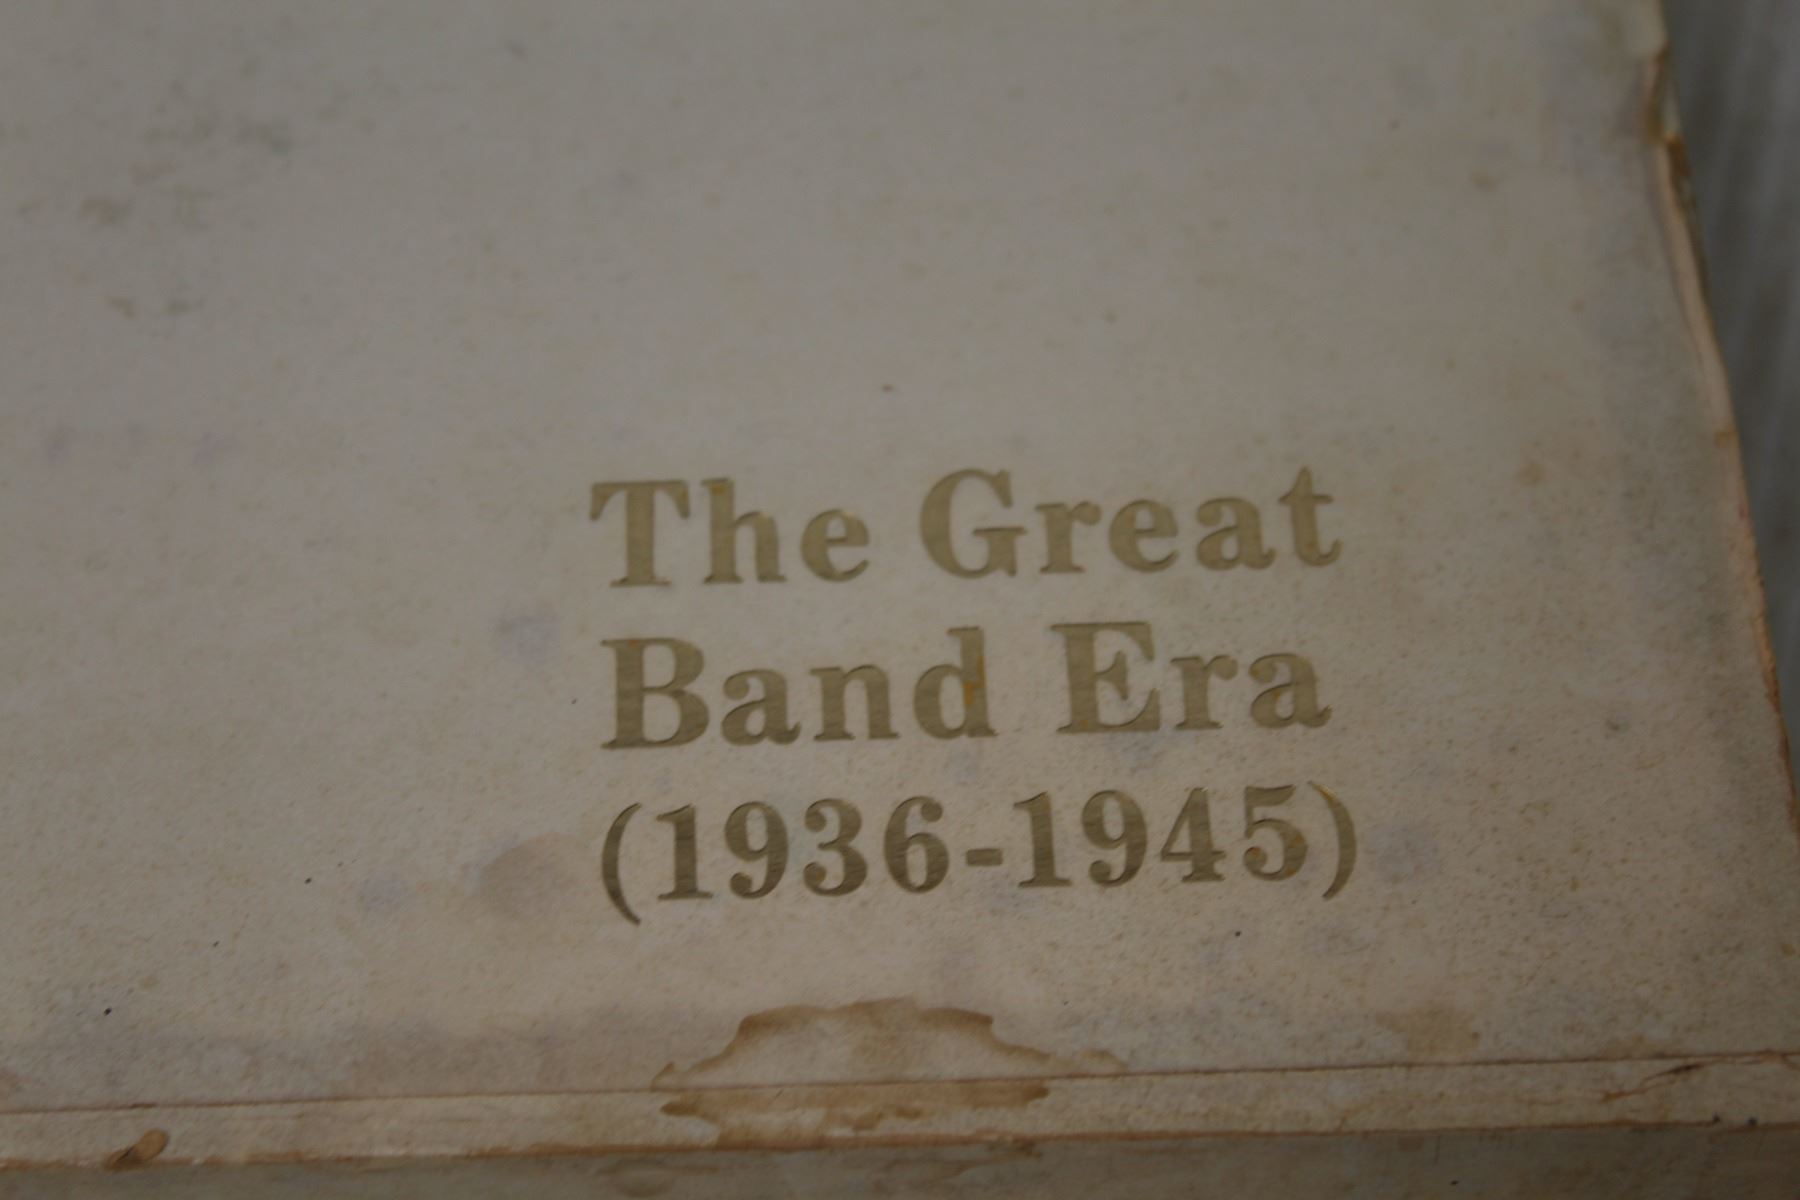 The Great
Band Era
(1936-1945)